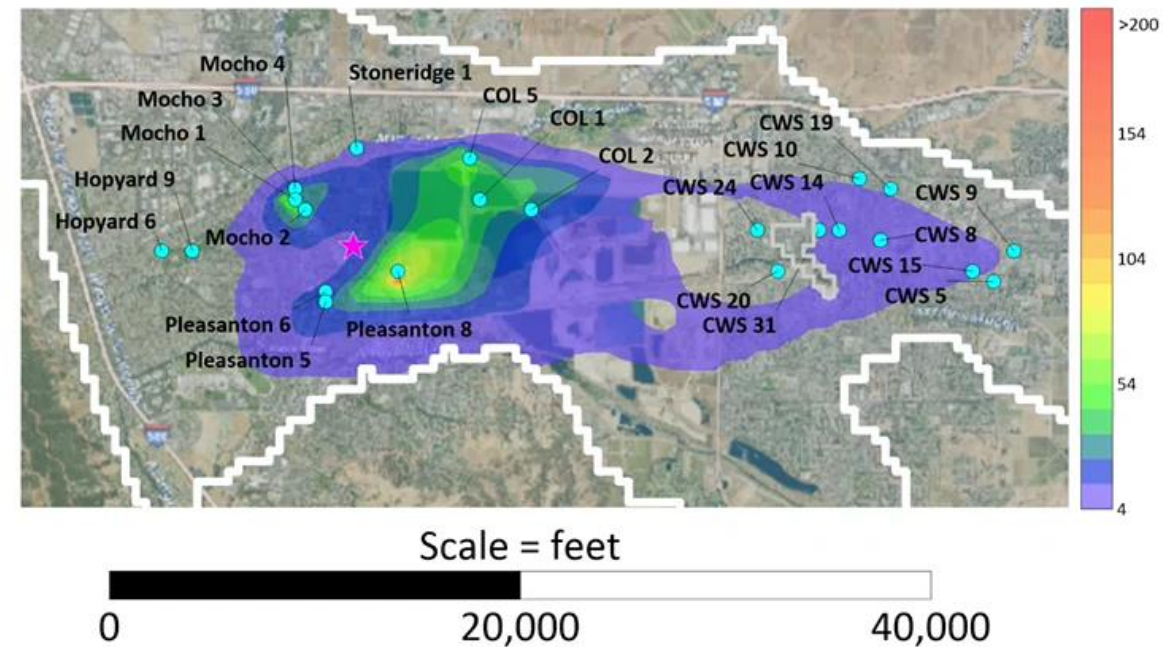 Mocho 4
Stoneridge 1
Mocho 3
COL 5
Mocho 1
COL 1
CWS 19
Hopyard 9
COL 2
CWS 10
CWS 24
CWS 14
CWS 9
Hopyard 6
Mocho 2
CWS 8
CWS 15
CWS 20
CWS 5
Pleasanton 6
Pleasanton 8
CWS 31
Pleasanton 5
>200
154
104
54
4
Scale = feet
0
20,000
40,000